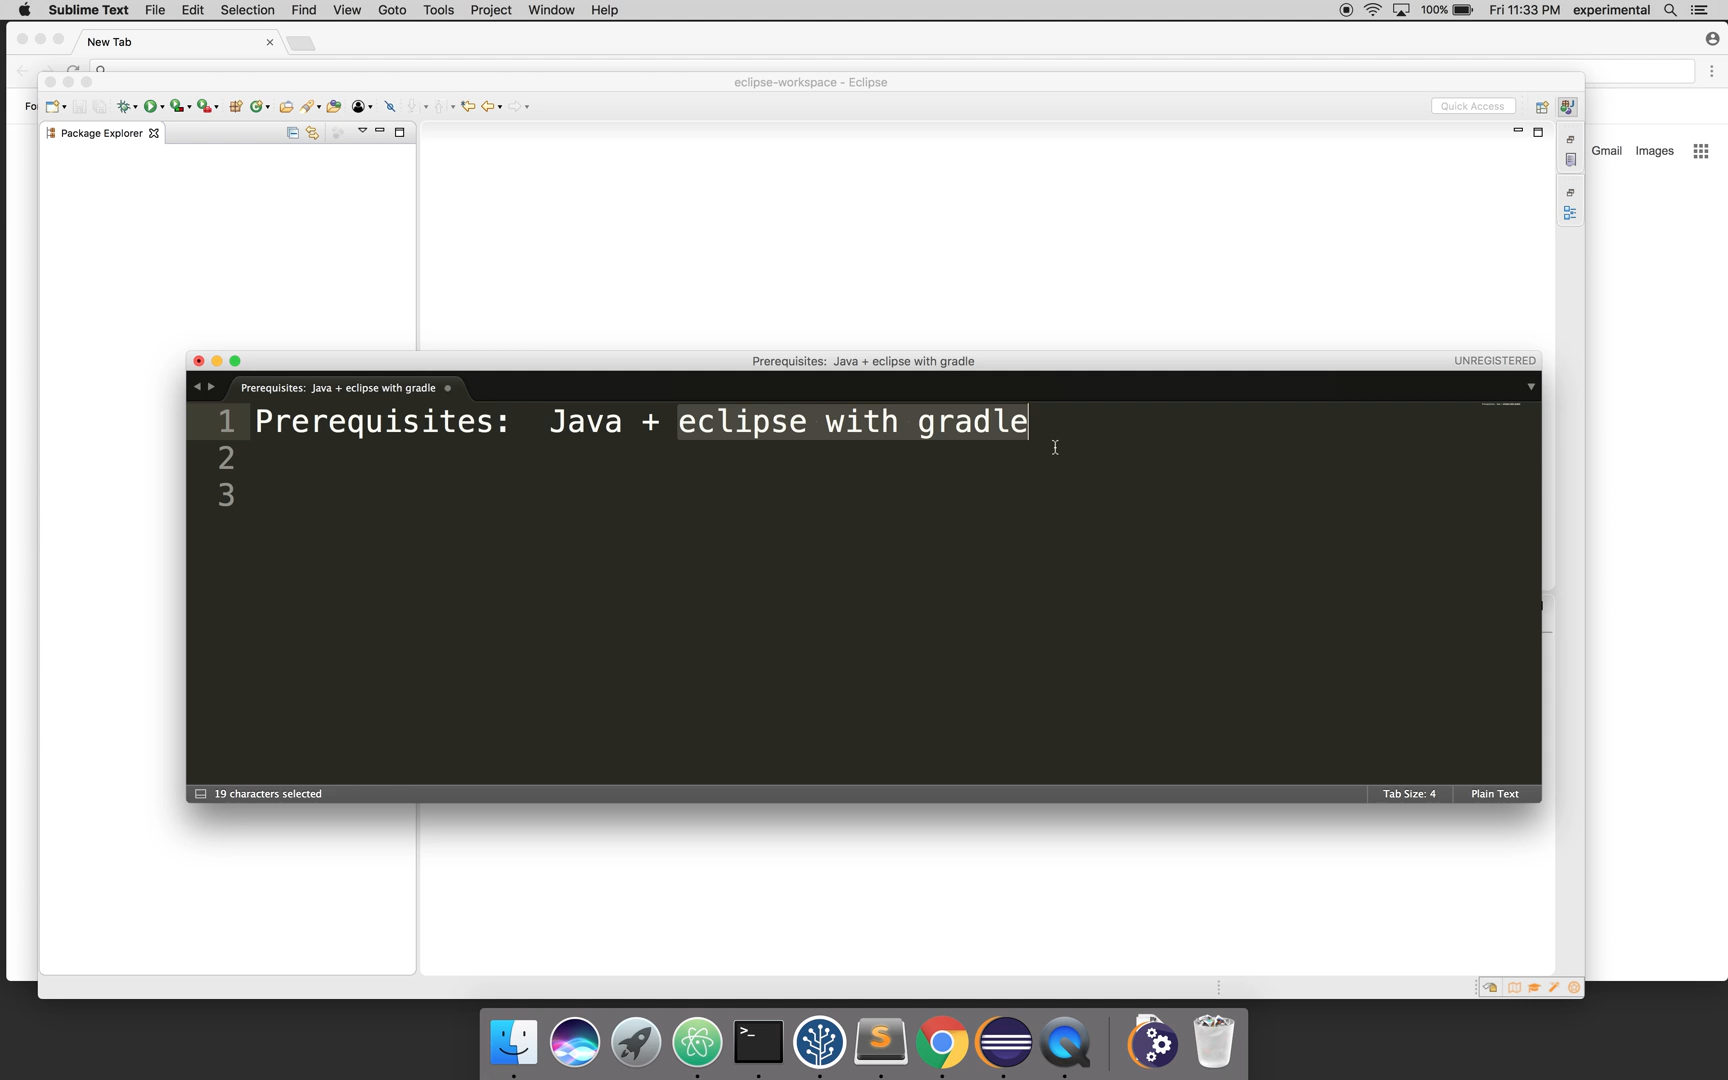 Sublime Text File Edit Selection Find View Goto Tools Project Window Help 100% Fri 11:33 PM experimental
New Tab
eclipse-workspace - Eclipse
Quick Access
Package Explorer
Gmail Images
Prerequisites: Java + eclipse with gradle UNREGISTERED
Prerequisites: Java + eclipse with gradle
1 Prerequisites: Java + eclipse with gradle
2
3
19 characters selected Tab Size: 4 Plain Text